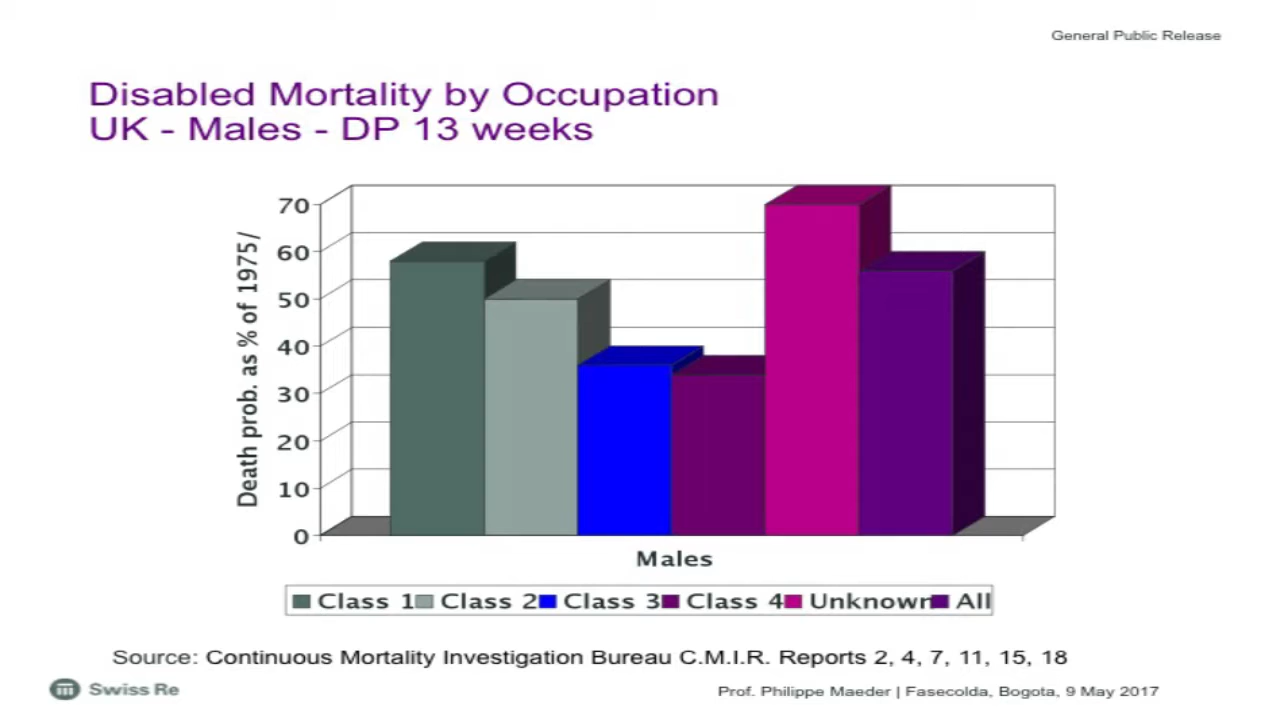 General Public Release
Disabled Mortality by Occupation
UK - Males - DP 13 weeks
Death prob. as % of 1975/
70
60
50
40
30
20
10
0
Males
Class 1 Class 2 Class 3 Class 4 Unknown All
Source: Continuous Mortality Investigation Bureau C.M.I.R. Reports 2, 4, 7, 11, 15, 18
Swiss Re
Prof. Philippe Maeder | Fasecolda, Bogota, 9 May 2017